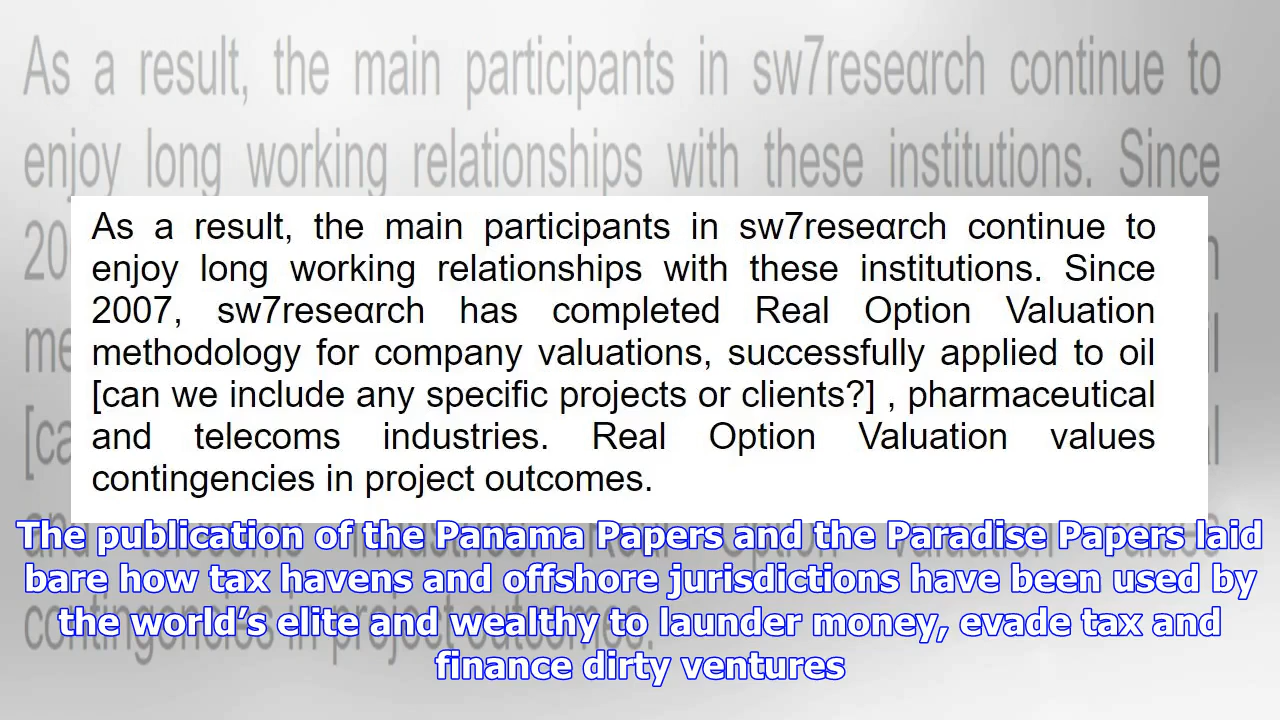 As a result, the main participants in sw7reseαrch continue to
enjoy long working relationships with these institutions. Since
As a result, the main participants in sw7reseαrch continue to
enjoy long working relationships with these institutions. Since
2007, sw7reseαrch has completed Real Option Valuation
methodology for company valuations, successfully applied to oil
[can we include any specific projects or clients?] , pharmaceutical
and telecoms industries. Real Option Valuation values
contingencies in project outcomes.
The publication of the Panama Papers and the Paradise Papers laid
bare how tax havens and offshore jurisdictions have been used by
the world’s elite and wealthy to launder money, evade tax and
finance dirty ventures